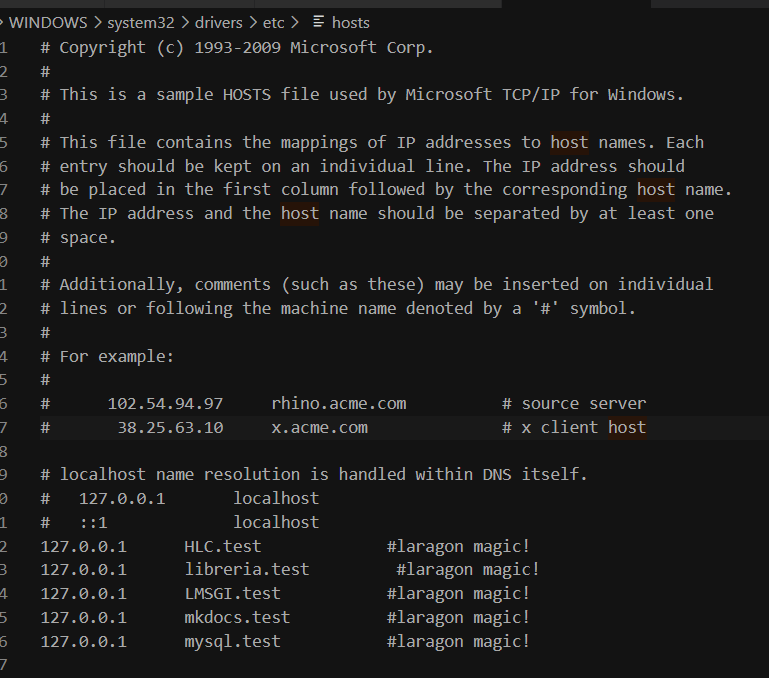 WINDOWS > system32 > drivers > etc > hosts
1 # Copyright (c) 1993-2009 Microsoft Corp.
2 #
3 # This is a sample HOSTS file used by Microsoft TCP/IP for Windows.
4 #
5 # This file contains the mappings of IP addresses to host names. Each
6 # entry should be kept on an individual line. The IP address should
7 # be placed in the first column followed by the corresponding host name.
8 # The IP address and the host name should be separated by at least one
9 # space.
0 #
1 # Additionally, comments (such as these) may be inserted on individual
2 # lines or following the machine name denoted by a '#' symbol.
3 #
4 # For example:
5 #
6 #      102.54.94.97     rhino.acme.com          # source server
7 #       38.25.63.10     x.acme.com              # x client host
8
9 # localhost name resolution is handled within DNS itself.
0 #   127.0.0.1       localhost
1 #   ::1             localhost
2 127.0.0.1      HLC.test             #laragon magic!
3 127.0.0.1      libreria.test         #laragon magic!
4 127.0.0.1      LMSGI.test           #laragon magic!
5 127.0.0.1      mkdocs.test          #laragon magic!
6 127.0.0.1      mysql.test           #laragon magic!
7